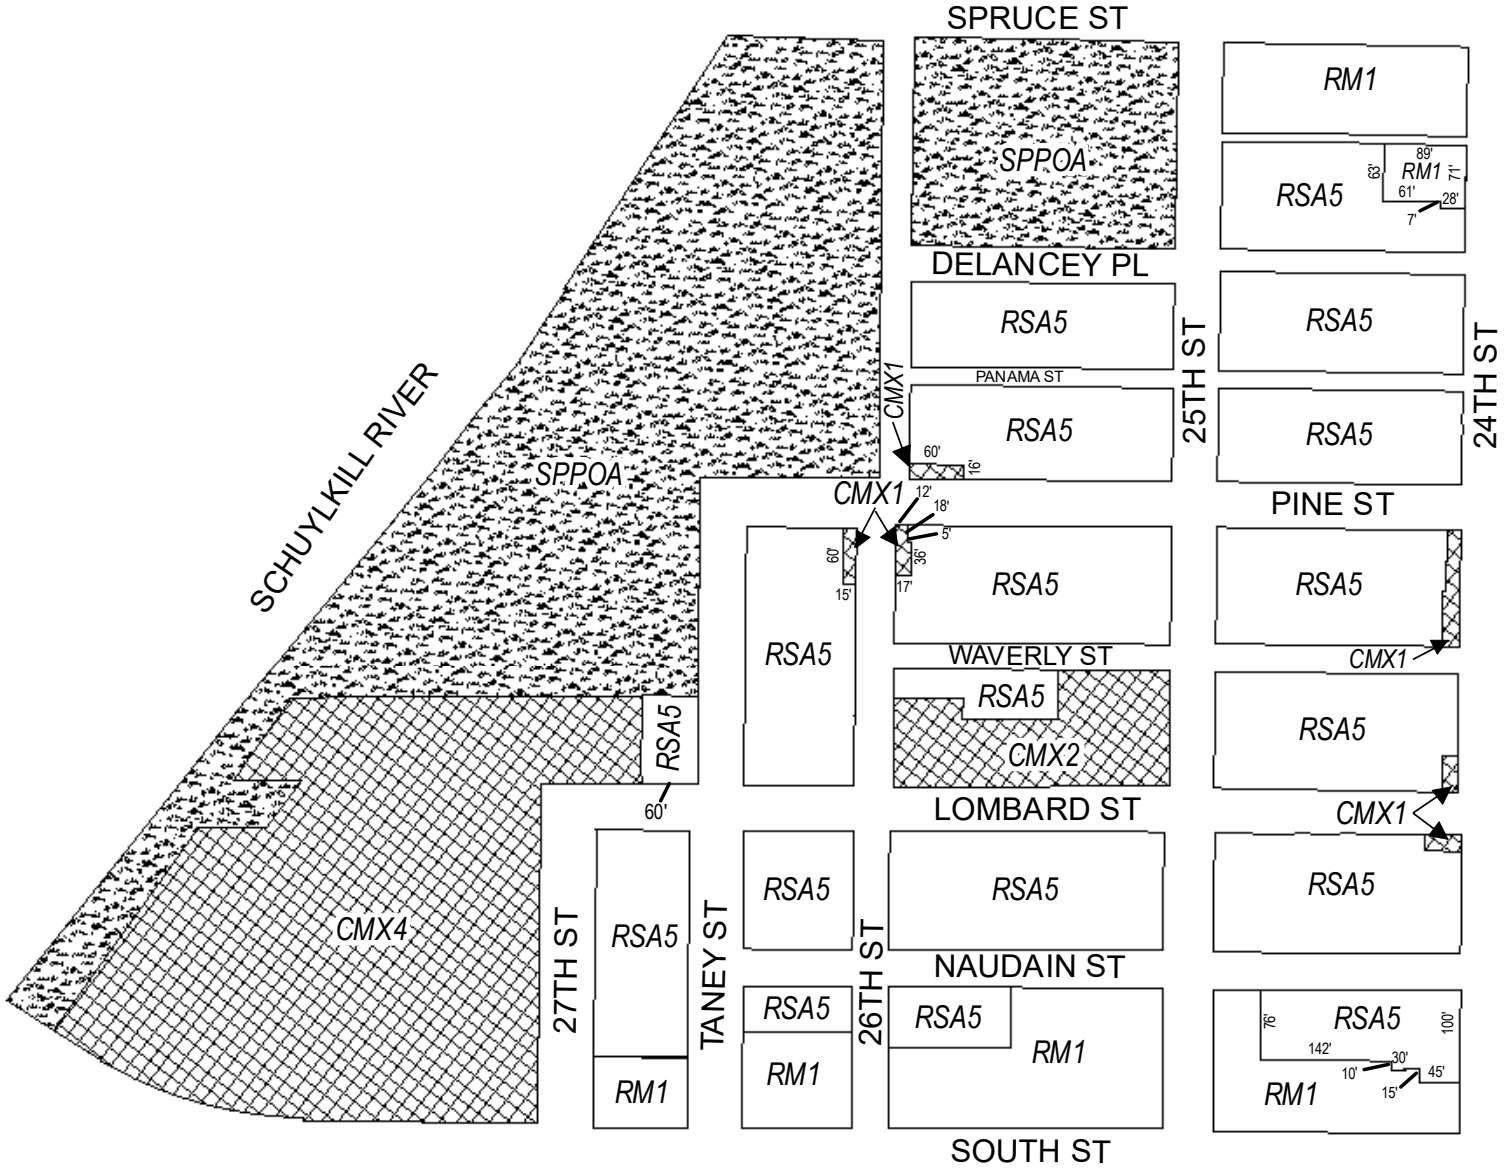 SPRUCE ST
RM1
SPPOA
89'
63'
RM1
71'
RSA5
61'
28'
7'
DELANCEY PL
RSA5
RSA5
25TH ST
24TH ST
PANAMA ST
CMX1
RSA5
RSA5
60'
16'
SCHUYLKILL RIVER
SPPOA
CMX1
12'
18'
5'
PINE ST
60'
36'
15'
17'
RSA5
RSA5
RSA5
CMX1
WAVERLY ST
RSA5
RSA5
RSA5
CMX2
60'
LOMBARD ST
CMX1
RSA5
RSA5
RSA5
CMX4
RSA5
27TH ST
TANEY ST
26TH ST
NAUDAIN ST
RSA5
RSA5
RM1
RM1
RM1
76'
RSA5
100'
142'
30'
10'
45'
15'
RM1
SOUTH ST